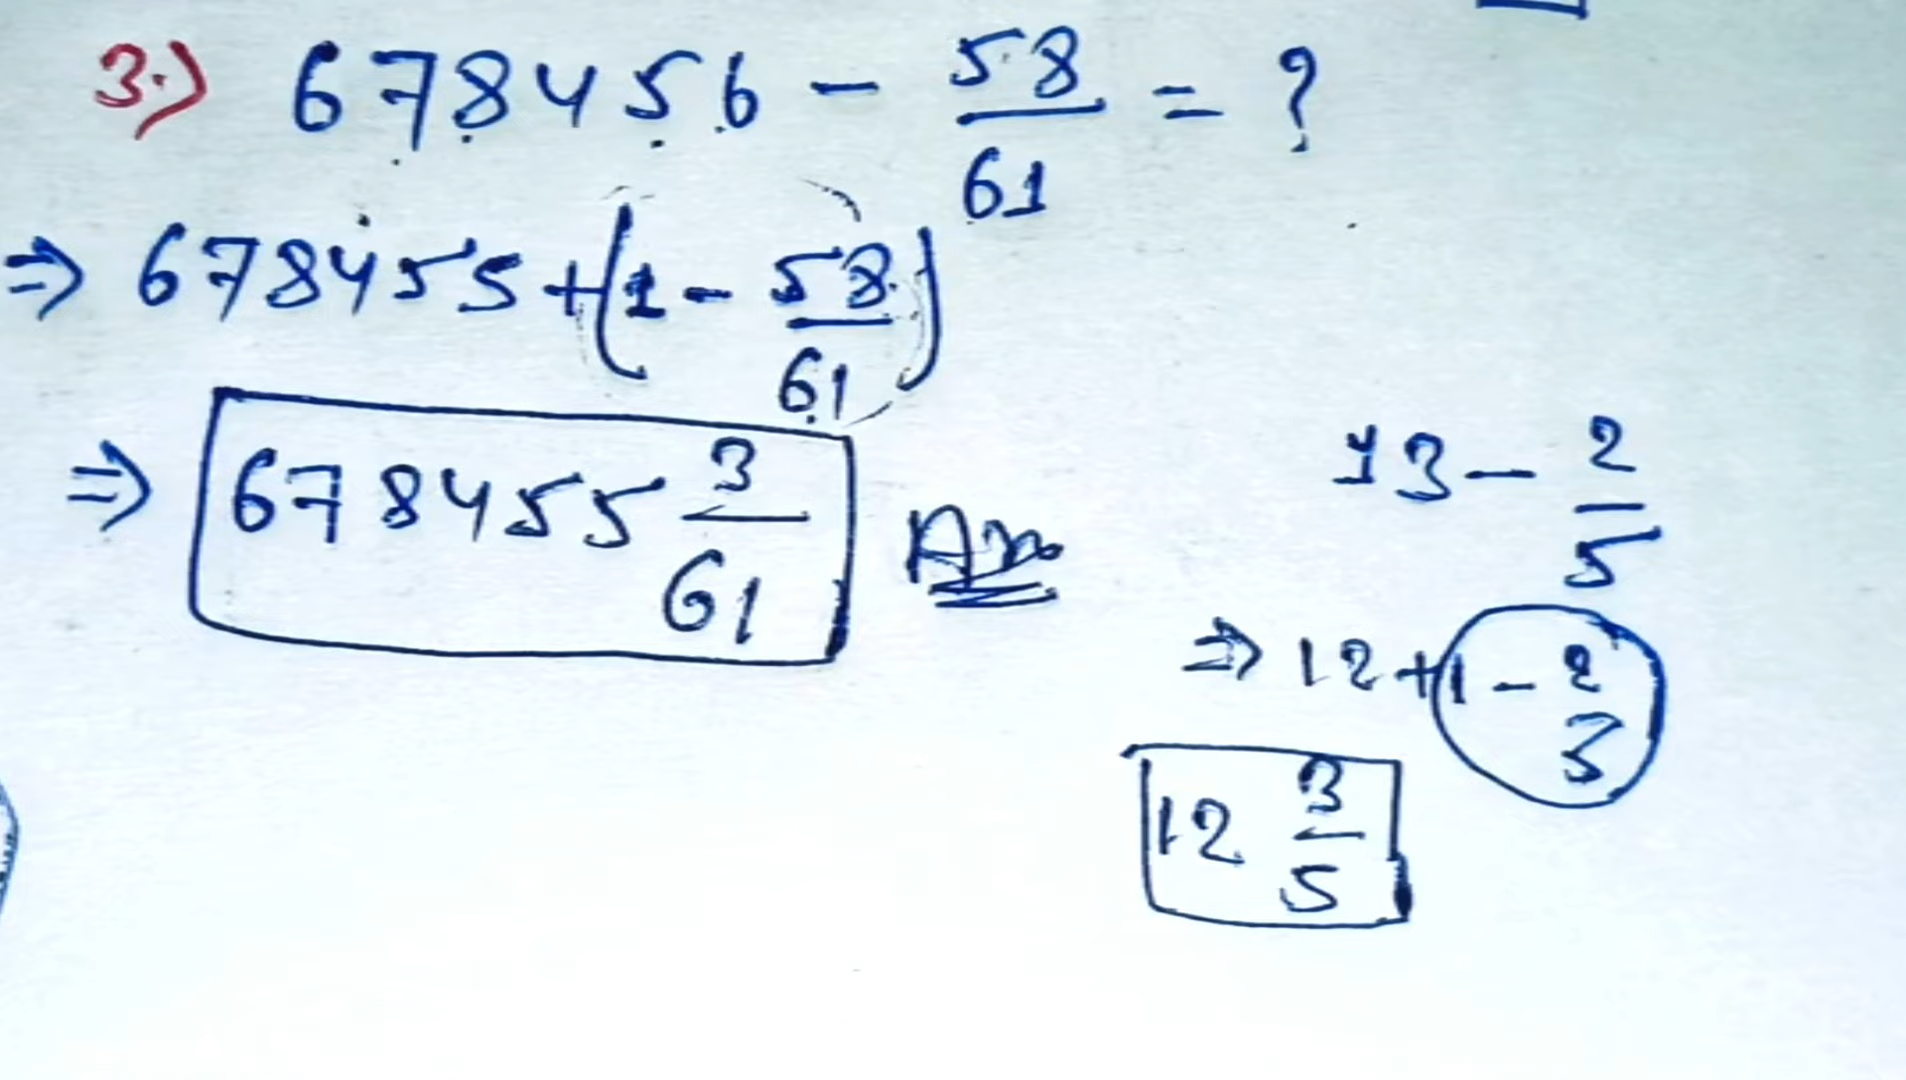 3.) 678456 - 58/61 = ?
⇒ 678455 + (1 - 58/61)
⇒ 678455 3/61 Ans
13 - 2/5
⇒ 12 + 1 - 2/5
12 3/5